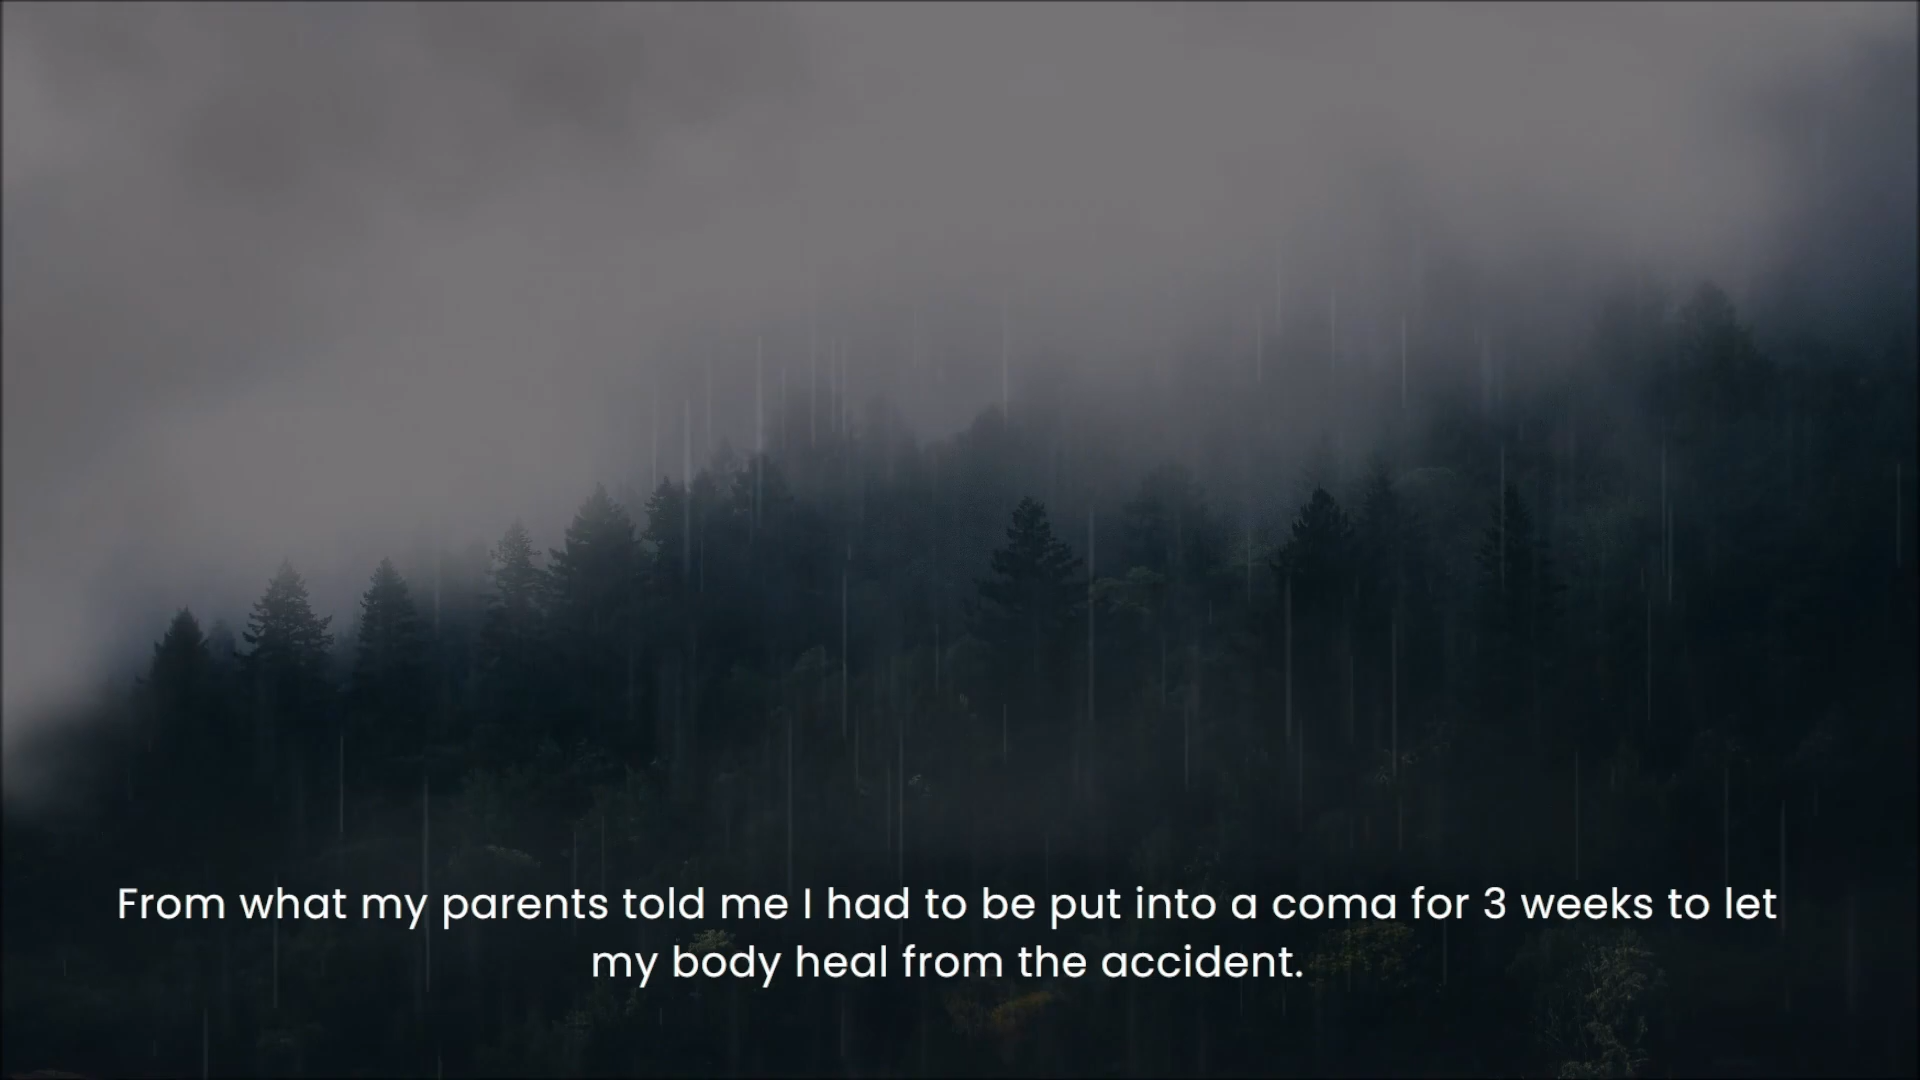 From what my parents told me I had to be put into a coma for 3 weeks to let
my body heal from the accident.